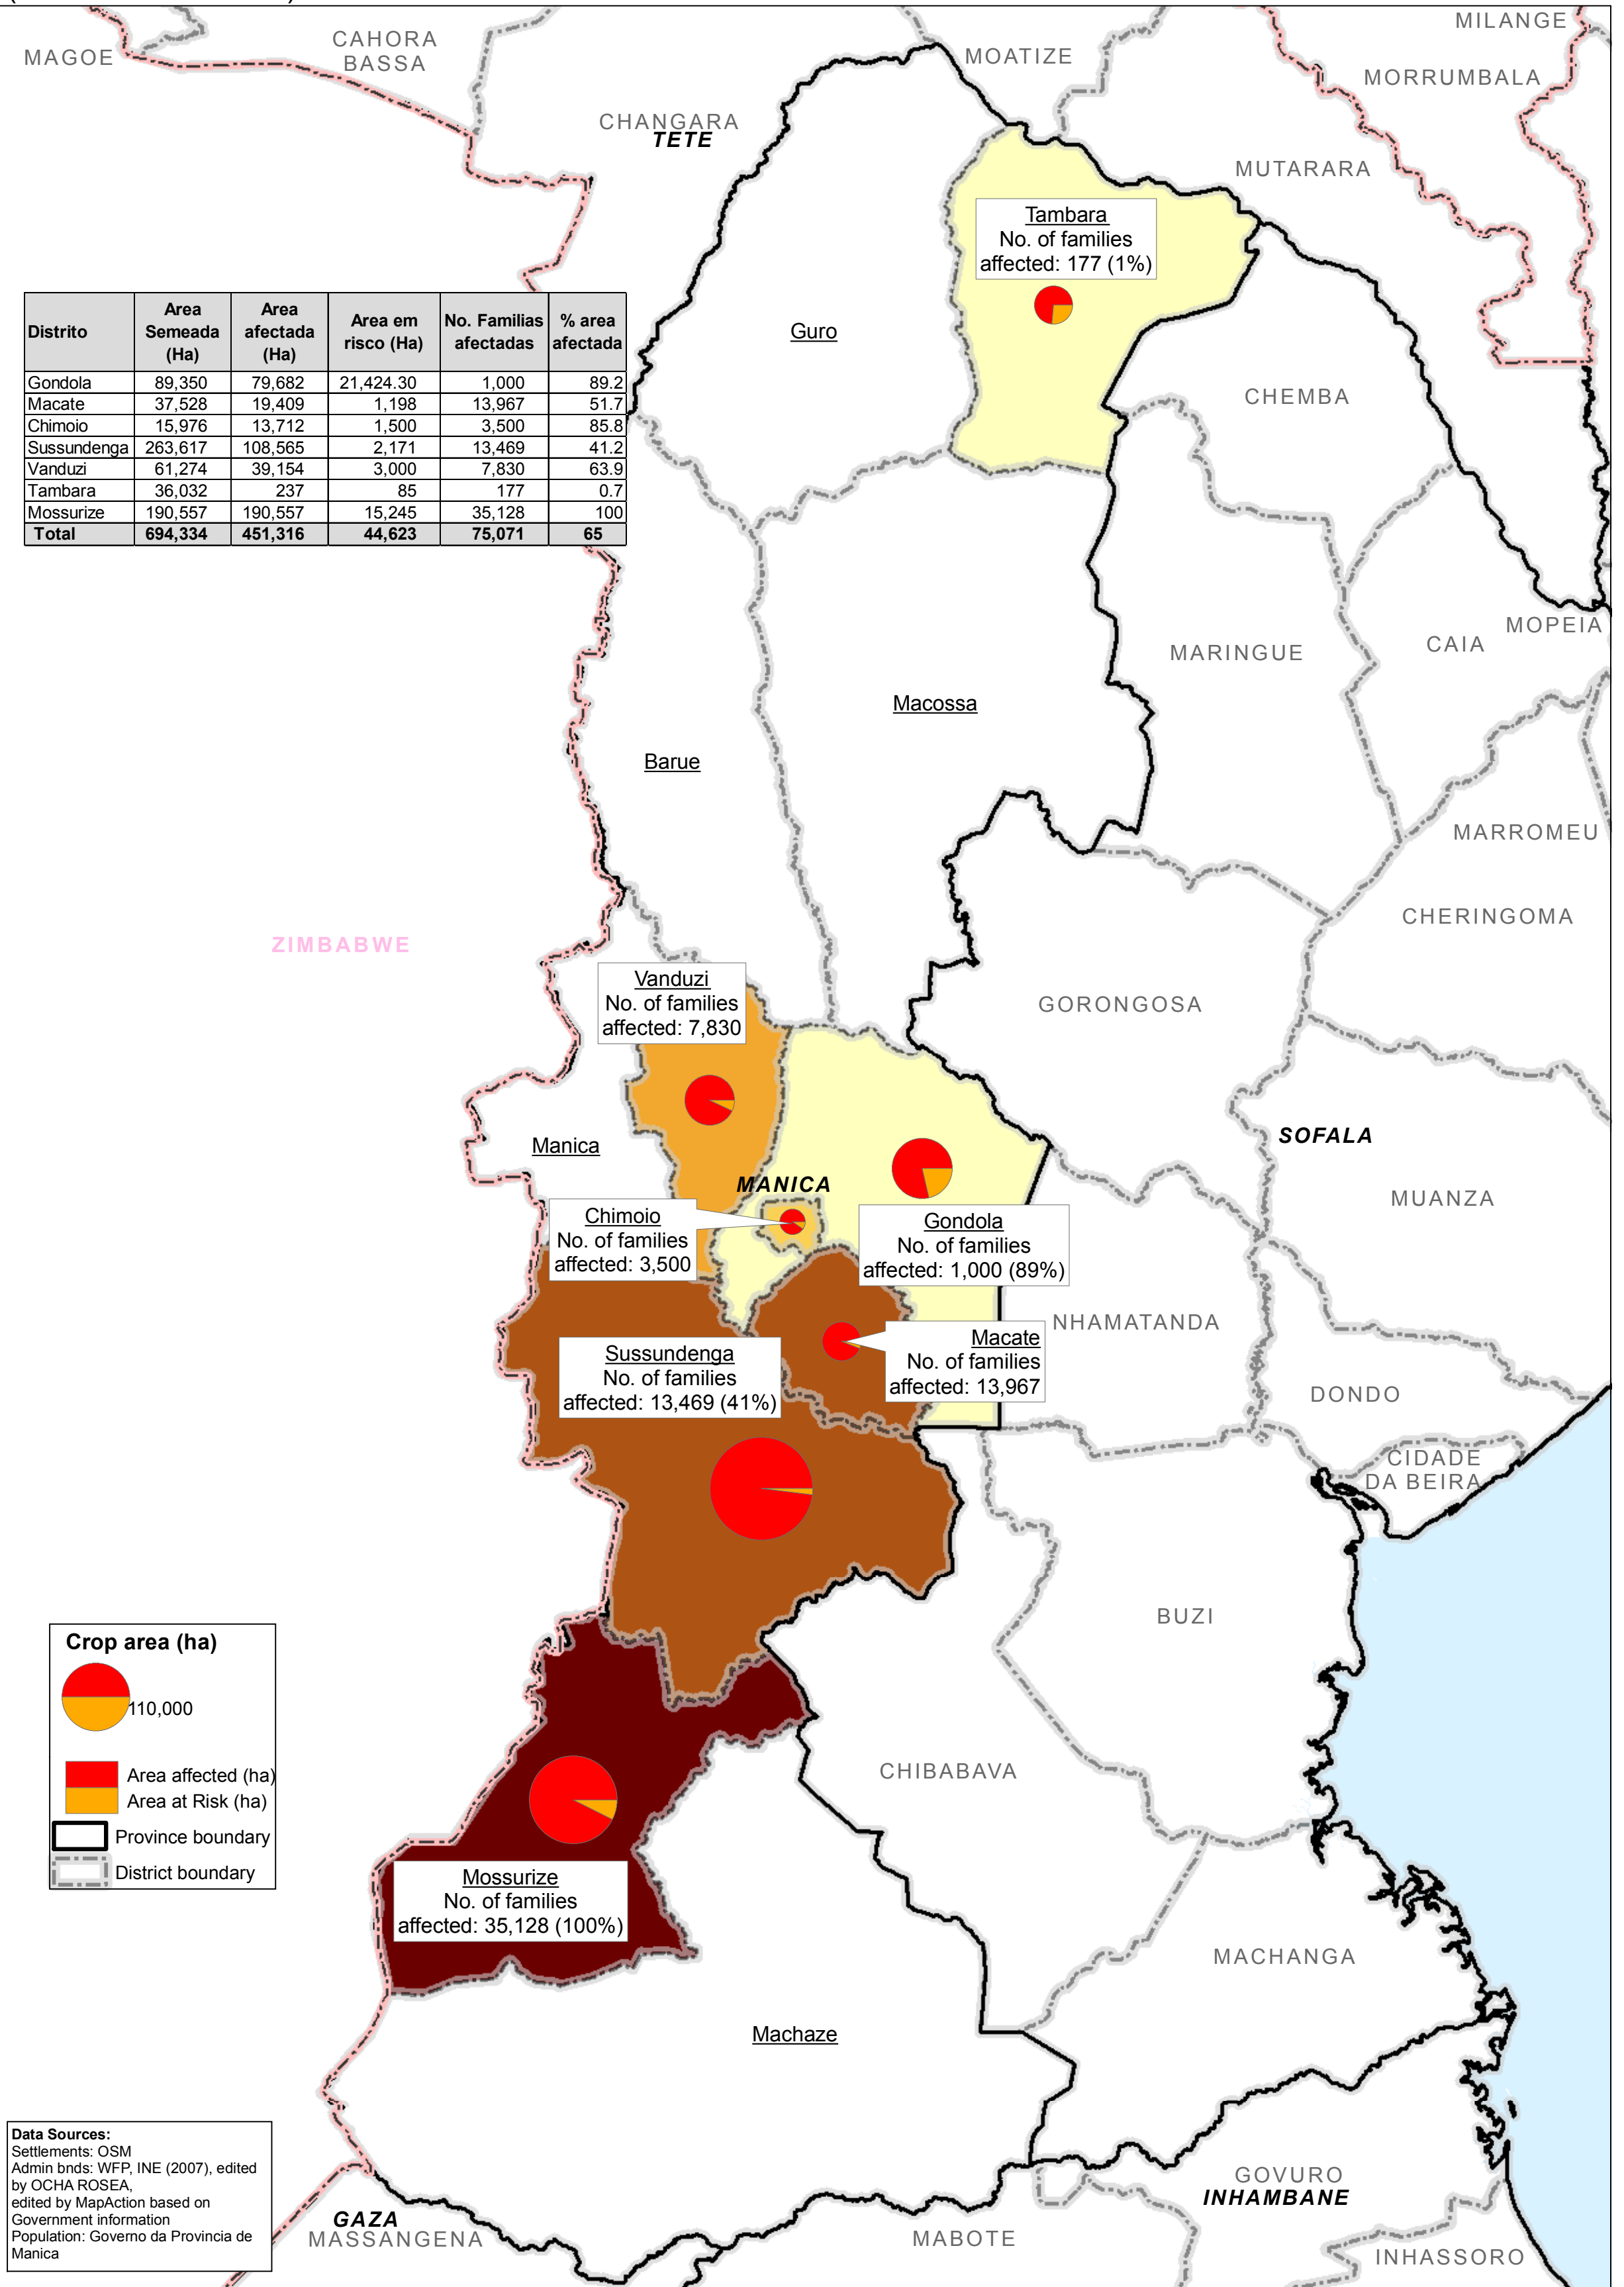 MAGOE
CAHORA
BASSA
MOATIZE
MILANGE
MORRUMBALA
CHANGARA
TETE
MUTARARA
Tambara
No. of families
affected: 177 (1%)
Guro
CHEMBA
Distrito | Area Semeada (Ha) | Area afectada (Ha) | Area em risco (Ha) | No. Familias afectadas | % area afectada
Gondola 89,350 79,682 21,424.30 1,000 89.2
Macate 37,528 19,409 1,198 13,967 51.7
Chimoio 15,976 13,712 1,500 3,500 85.8
Sussundenga 263,617 108,565 2,171 13,469 41.2
Vanduzi 61,274 39,154 3,000 7,830 63.9
Tambara 36,032 237 85 177 0.7
Mossurize 190,557 190,557 15,245 35,128 100
Total 694,334 451,316 44,623 75,071 65
MOPEIA
CAIA
MARINGUE
Macossa
Barue
MARROMEU
CHERINGOMA
ZIMBABWE
Vanduzi
No. of families
affected: 7,830
GORONGOSA
Manica
SOFALA
MANICA
MUANZA
Chimoio
No. of families
affected: 3,500
Gondola
No. of families
affected: 1,000 (89%)
NHAMATANDA
Macate
No. of families
affected: 13,967
Sussundenga
No. of families
affected: 13,469 (41%)
DONDO
CIDADE
DA BEIRA
BUZI
Crop area (ha)
110,000
Area affected (ha)
Area at Risk (ha)
Province boundary
District boundary
CHIBABAVA
Mossurize
No. of families
affected: 35,128 (100%)
MACHANGA
Machaze
Data Sources:
Settlements: OSM
Admin bnds: WFP, INE (2007), edited
by OCHA ROSEA,
edited by MapAction based on
Government information
Population: Governo da Provincia de
Manica
GAZA
MASSANGENA
MABOTE
GOVURO
INHAMBANE
INHASSORO